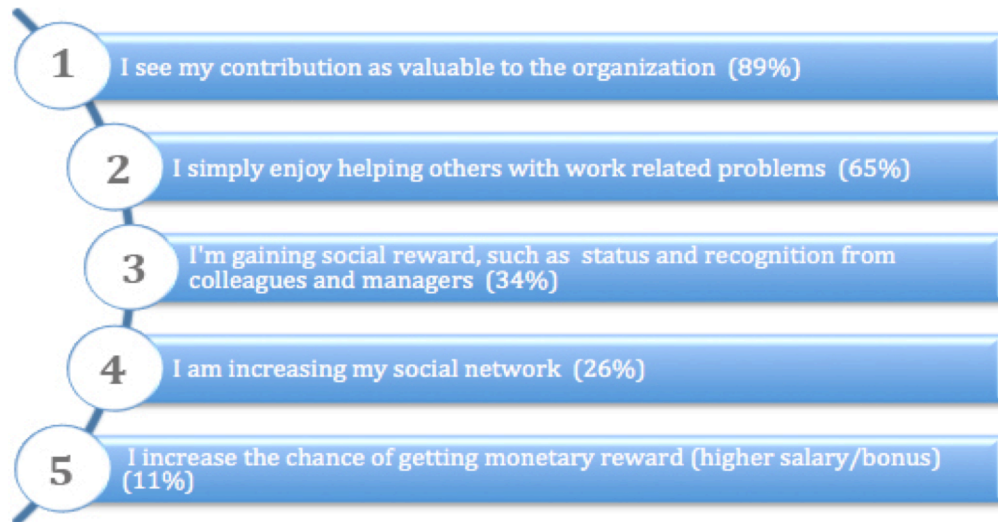 1
I see my contribution as valuable to the organization (89%)
2
I simply enjoy helping others with work related problems (65%)
3
I'm gaining social reward, such as status and recognition from
colleagues and managers (34%)
4
I am increasing my social network (26%)
5
I increase the chance of getting monetary reward (higher salary/bonus)
(11%)